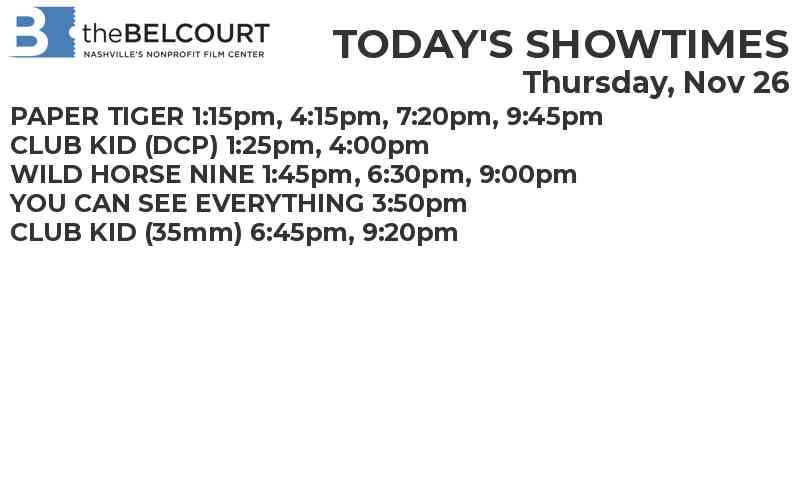 B theBELCOURT
NASHVILLE'S NONPROFIT FILM CENTER
TODAY'S SHOWTIMES
Thursday, Nov 26
PAPER TIGER 1:15pm, 4:15pm, 7:20pm, 9:45pm
CLUB KID (DCP) 1:25pm, 4:00pm
WILD HORSE NINE 1:45pm, 6:30pm, 9:00pm
YOU CAN SEE EVERYTHING 3:50pm
CLUB KID (35mm) 6:45pm, 9:20pm